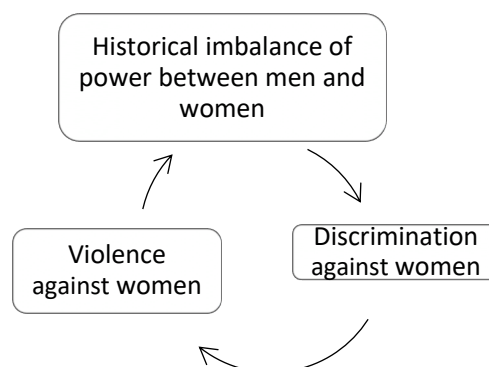 Historical imbalance of
power between men and
women
Discrimination
against women
Violence
against women